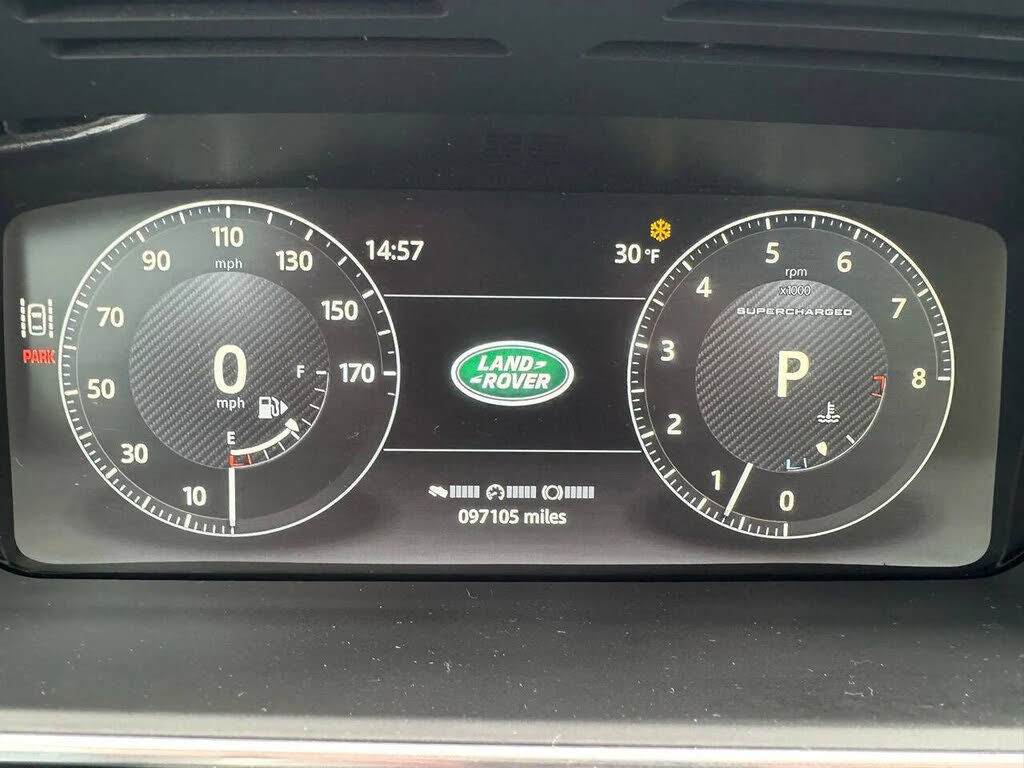 110
mph
90
130
70
150
50
170
30
10
0
mph
F
E
PARK
14:57
30 °F
LAND
ROVER
097105 miles
5
rpm
x1000
SUPERCHARGED
4
6
3
7
2
8
1
0
P